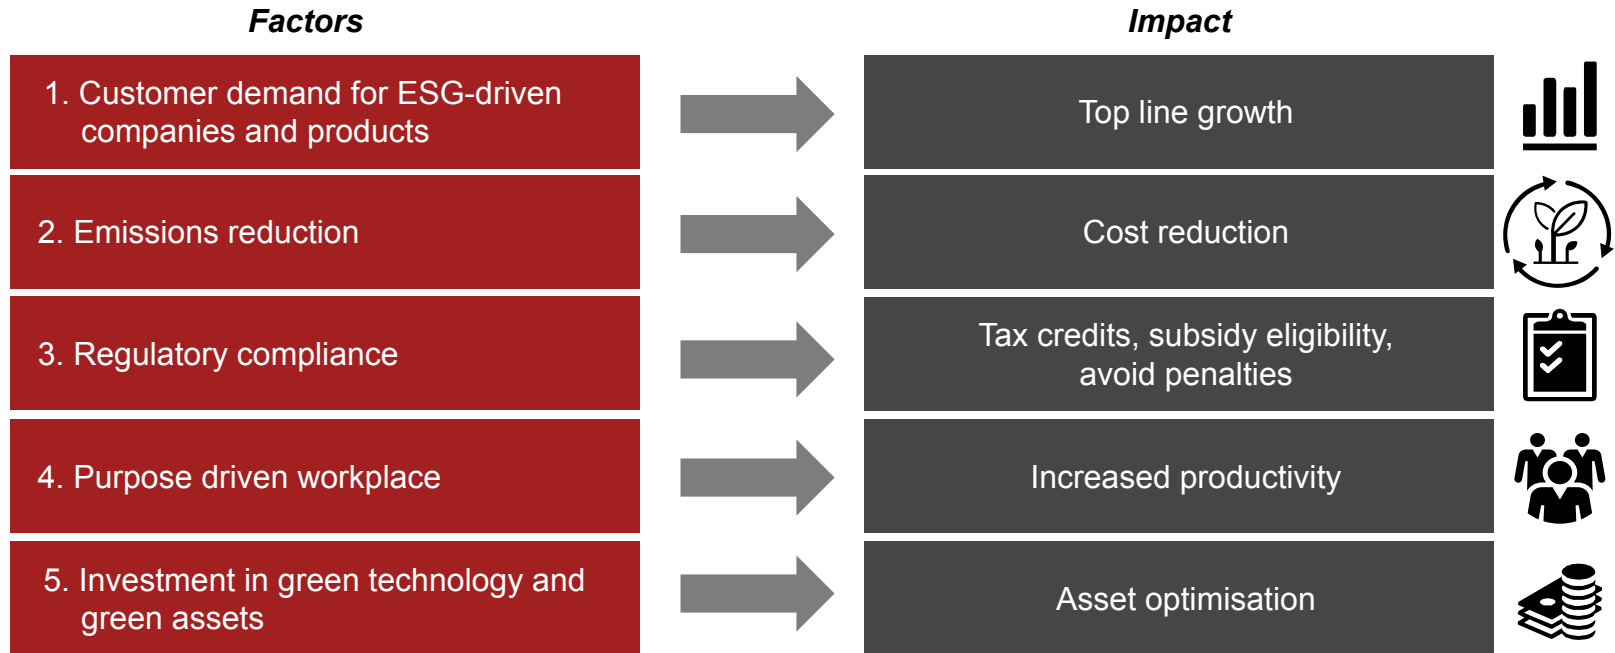 Factors
Impact
1. Customer demand for ESG-driven
companies and products
Top line growth
2. Emissions reduction
Cost reduction
3. Regulatory compliance
Tax credits, subsidy eligibility,
avoid penalties
4. Purpose driven workplace
Increased productivity
5. Investment in green technology and
green assets
Asset optimisation